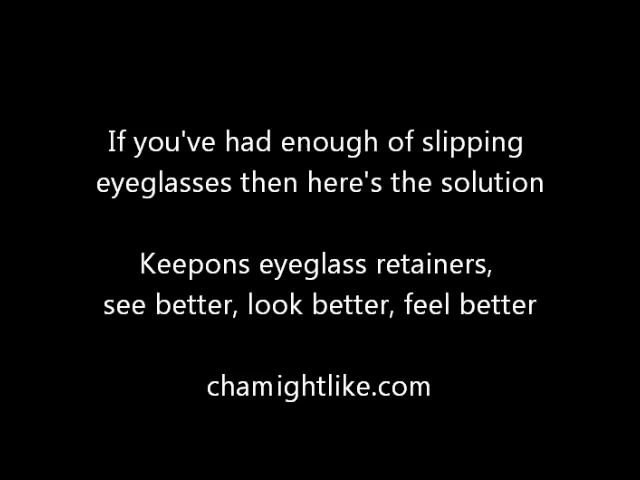 If you've had enough of slipping
eyeglasses then here's the solution
Keepons eyeglass retainers,
see better, look better, feel better
chamightlike.com